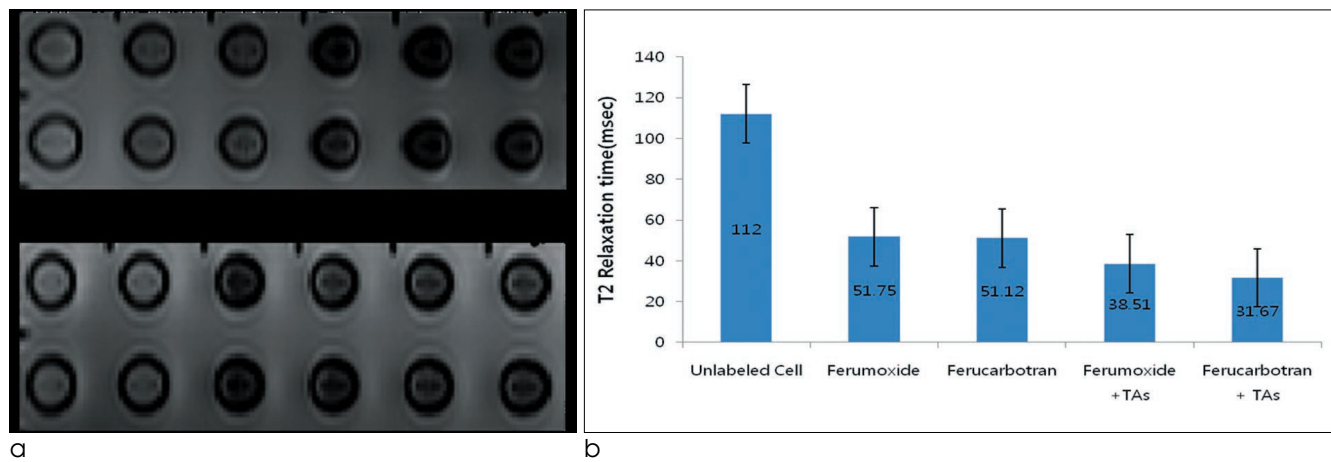 140
120
100
80
60
40
20
0
T2 Relaxation time(msec)
112
51.75
51.12
38.51
31.67
Unlabeled Cell
Ferumoxide
Ferucarbotran
Ferumoxide
+TAs
Ferucarbotran
+ TAs
a
b